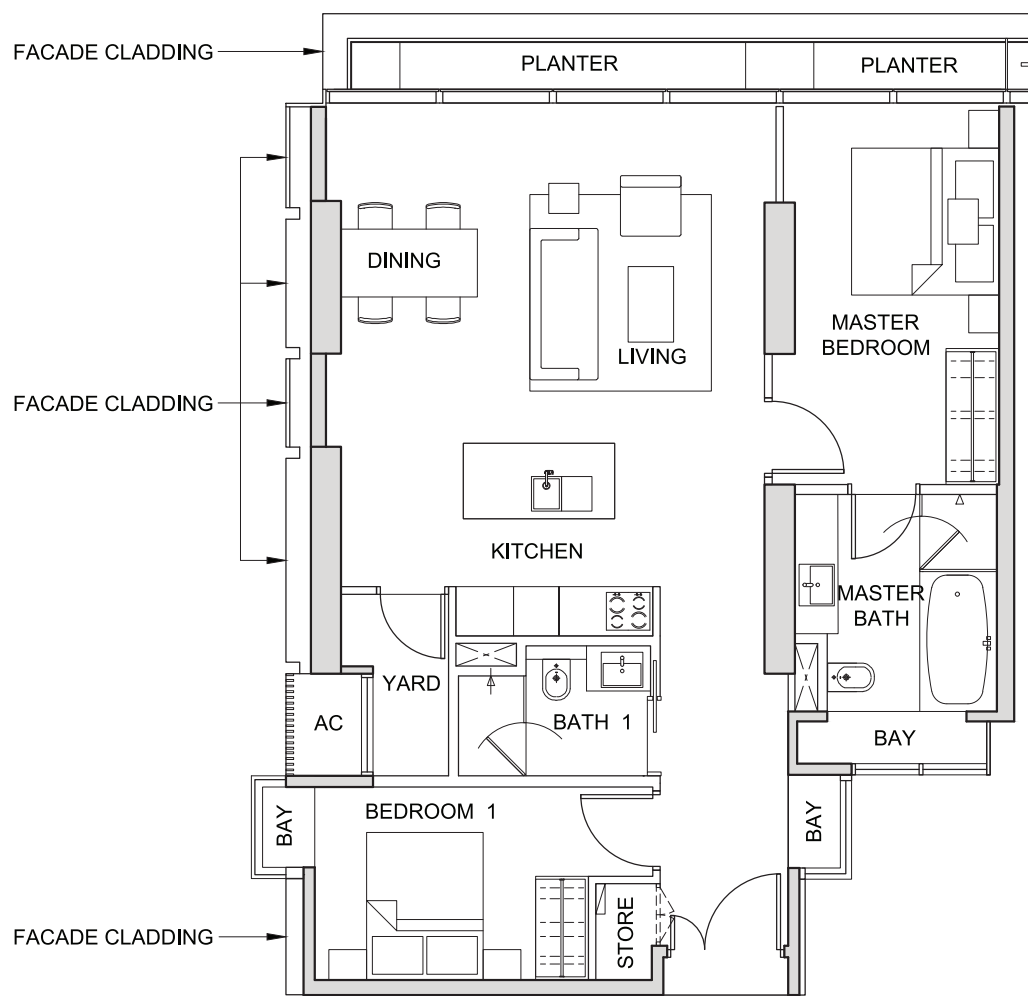 FACADE CLADDING
PLANTER
PLANTER
DINING
MASTER
BEDROOM
LIVING
FACADE CLADDING
KITCHEN
MASTER
BATH
YARD
AC
BATH 1
BAY
BEDROOM 1
BAY
BAY
STORE
FACADE CLADDING